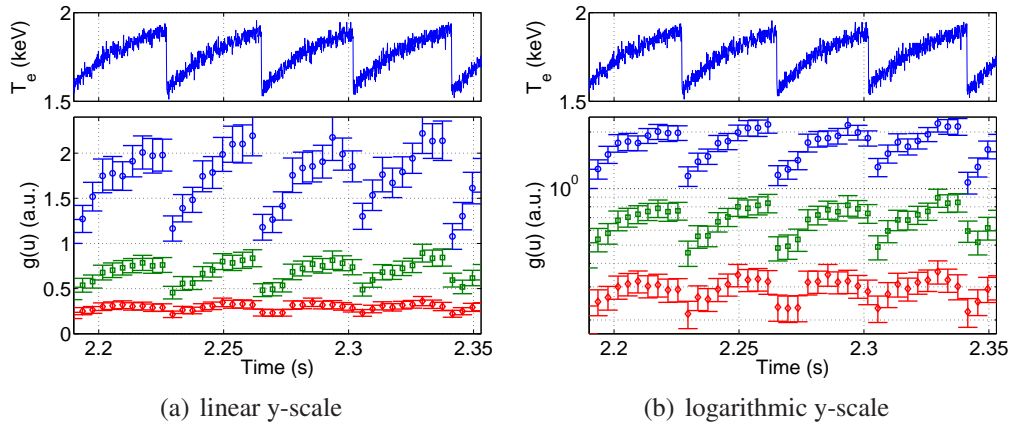 2
1.5
T_e (keV)
2
1.5
1
0.5
0
g(u) (a.u.)
2.2 2.25 2.3 2.35
Time (s)
(a) linear y-scale
2
1.5
T_e (keV)
10^0
g(u) (a.u.)
2.2 2.25 2.3 2.35
Time (s)
(b) logarithmic y-scale